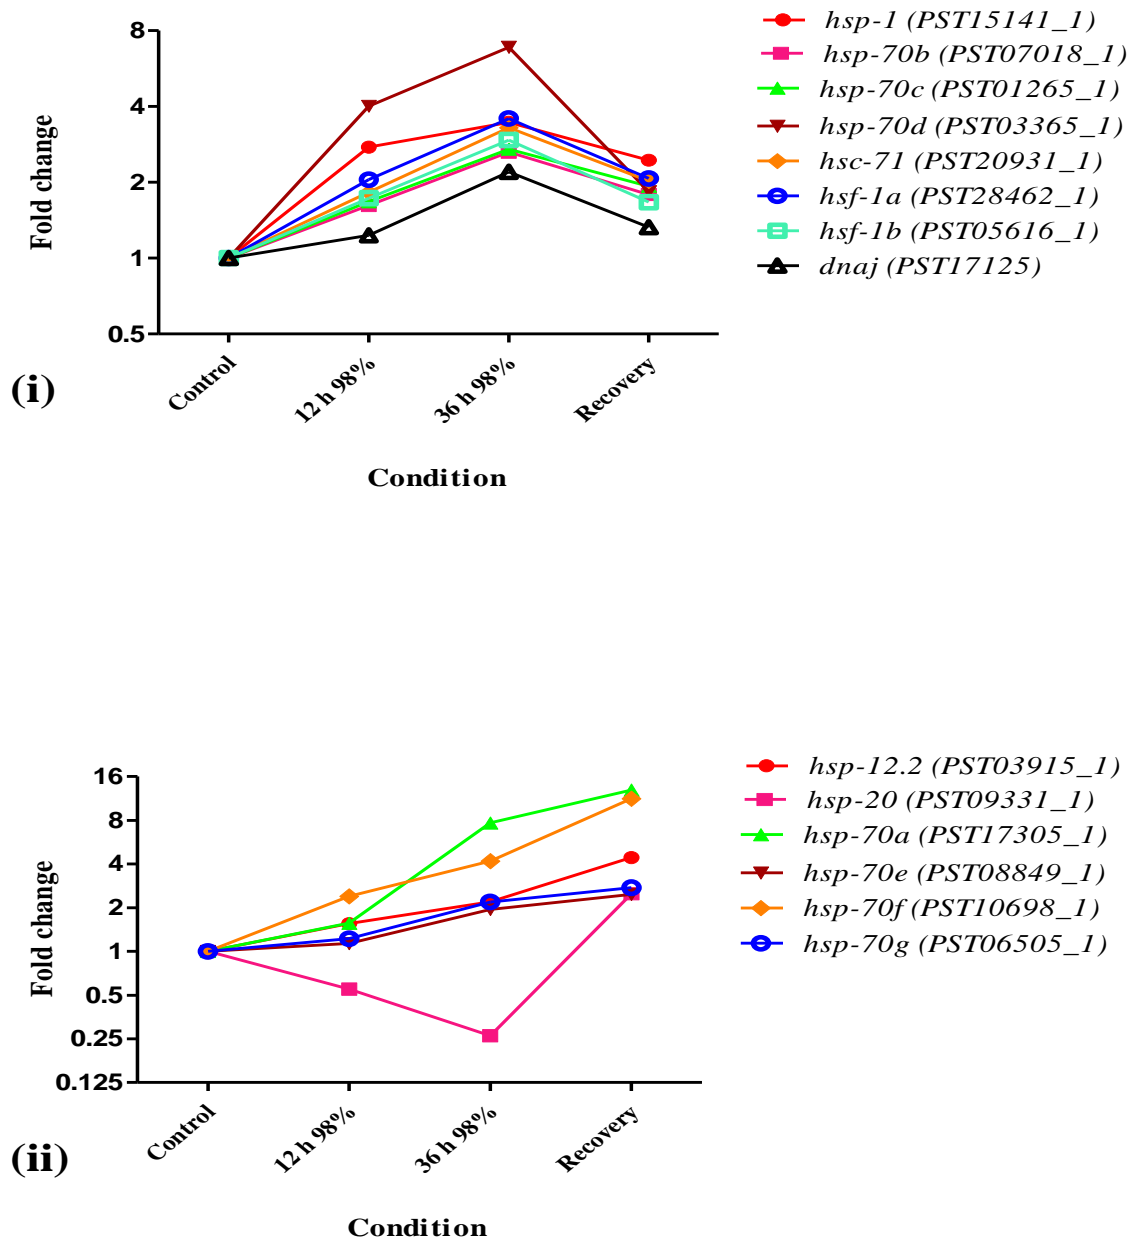 8
4
2
1
0.5
Fold change
Control
12 h 98%
36 h 98%
Recovery
Condition
(i)
hsp-1 (PST15141_1)
hsp-70b (PST07018_1)
hsp-70c (PST01265_1)
hsp-70d (PST03365_1)
hsc-71 (PST20931_1)
hsf-1a (PST28462_1)
hsf-1b (PST05616_1)
dnaj (PST17125)
16
8
4
2
1
0.5
0.25
0.125
Fold change
Control
12 h 98%
36 h 98%
Recovery
Condition
(ii)
hsp-12.2 (PST03915_1)
hsp-20 (PST09331_1)
hsp-70a (PST17305_1)
hsp-70e (PST08849_1)
hsp-70f (PST10698_1)
hsp-70g (PST06505_1)